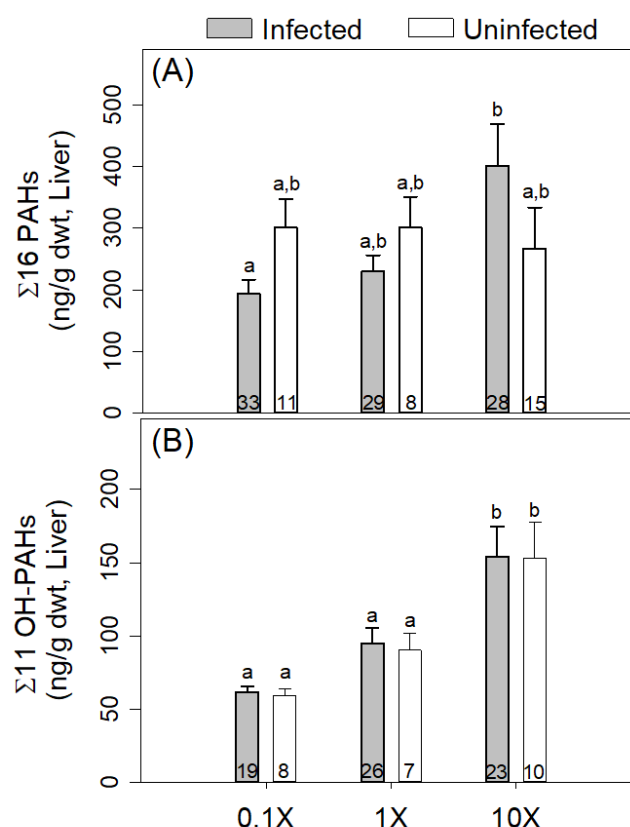 Infected Uninfected
(A)
Σ16 PAHs
(ng/g dwt, Liver)
500
400
300
200
100
0
a
a,b
a,b
a,b
b
a,b
33 11 29 8 28 15
(B)
Σ11 OH-PAHs
(ng/g dwt, Liver)
200
150
100
50
0
a a
a a
b b
19 8 26 7 23 10
0.1X 1X 10X